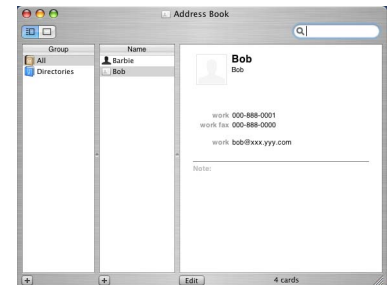 Address Book
Group
Name
All
Directories
Barbie
Bob
Bob
Bob
work 000-888-0001
work fax 000-888-0000
work bob@xxx.yyy.com
Note:
Edit
4 cards